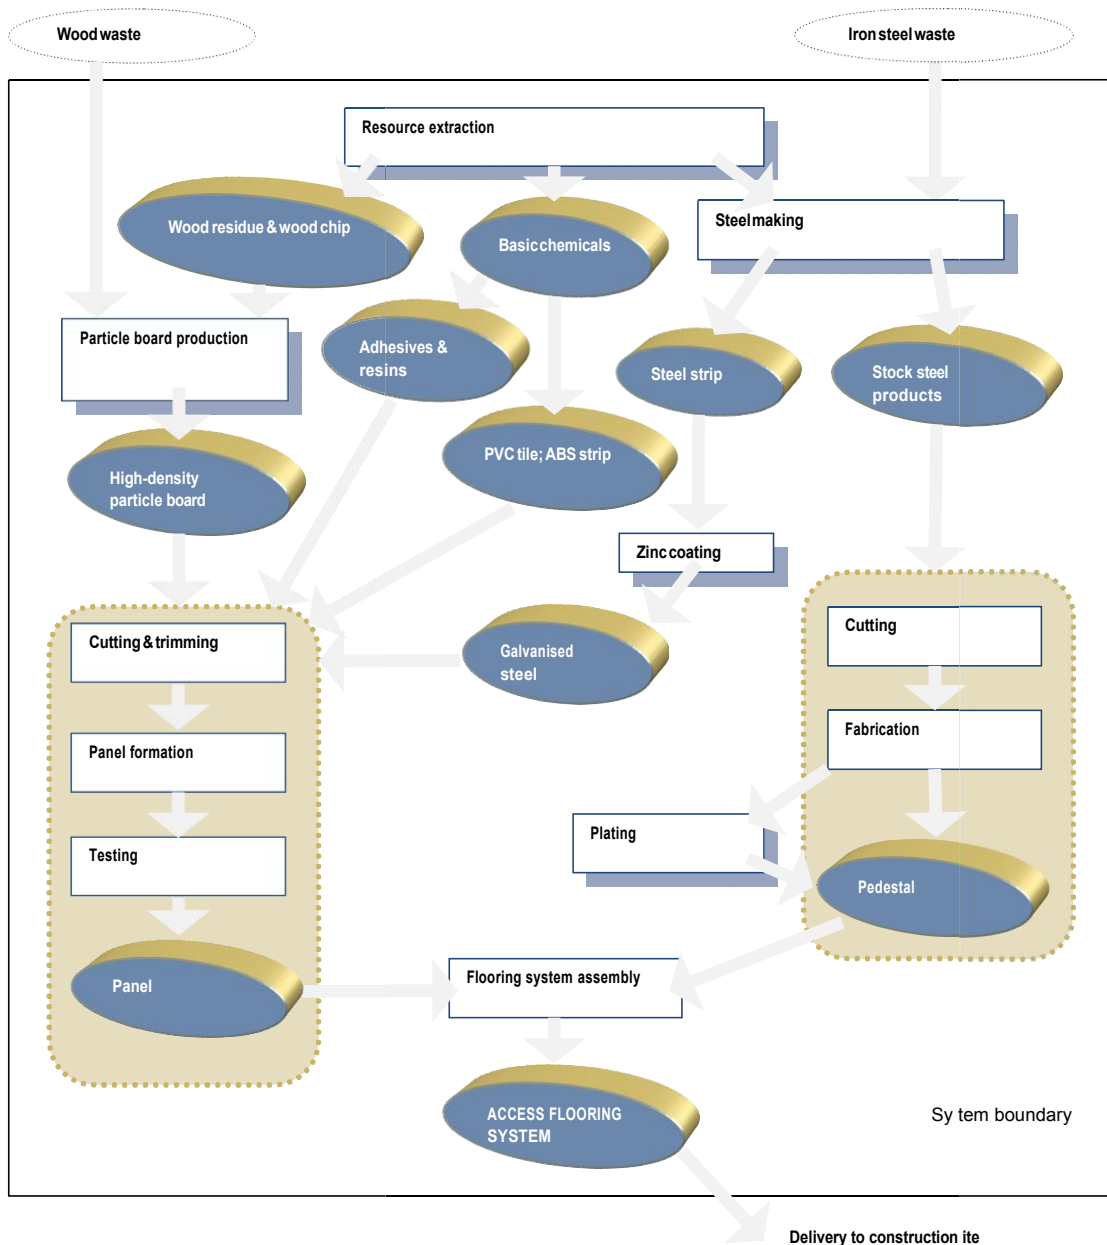 Wood waste
Iron steel waste
Resource extraction
Wood residue & wood chip
Basic chemicals
Steel making
Particle board production
Adhesives &
resins
Steel strip
Stock steel
products
High-density
particle board
PVC tile; ABS strip
Zinc coating
Cutting & trimming
Galvanised
steel
Cutting
Panel formation
Fabrication
Testing
Plating
Pedestal
Panel
Flooring system assembly
ACCESS FLOORING
SYSTEM
Sy tem boundary
Delivery to construction ite